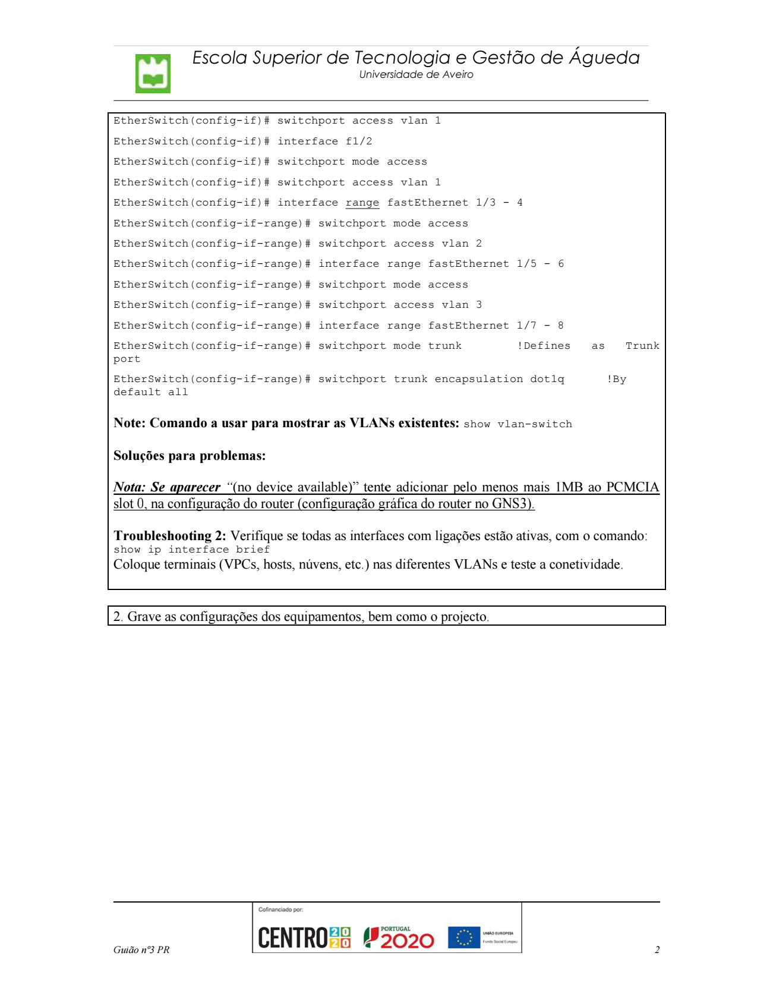 Escola Superior de Tecnologia e Gestão de Águeda
Universidade de Aveiro
EtherSwitch(config-if)# switchport access vlan 1
EtherSwitch(config-if)# interface f1/2
EtherSwitch(config-if)# switchport mode access
EtherSwitch(config-if)# switchport access vlan 1
EtherSwitch(config-if)# interface range fastEthernet 1/3 - 4
EtherSwitch(config-if-range)# switchport mode access
EtherSwitch(config-if-range)# switchport access vlan 2
EtherSwitch(config-if-range)# interface range fastEthernet 1/5 - 6
EtherSwitch(config-if-range)# switchport mode access
EtherSwitch(config-if-range)# switchport access vlan 3
EtherSwitch(config-if-range)# interface range fastEthernet 1/7 - 8
EtherSwitch(config-if-range)# switchport mode trunk !Defines as Trunk
port
EtherSwitch(config-if-range)# switchport trunk encapsulation dot1q !By
default all
Note: Comando a usar para mostrar as VLANs existentes: show vlan-switch
Soluções para problemas:
Nota: Se aparecer “(no device available)” tente adicionar pelo menos mais 1MB ao PCMCIA
slot 0, na configuração do router (configuração gráfica do router no GNS3).
Troubleshooting 2: Verifique se todas as interfaces com ligações estão ativas, com o comando:
show ip interface brief
Coloque terminais (VPCs, hosts, núvens, etc.) nas diferentes VLANs e teste a conetividade.
2. Grave as configurações dos equipamentos, bem como o projecto.
Cofinanciado por:
CENTRO 2020
PORTUGAL 2020
UNIÃO EUROPEIA
Fundo Social Europeu
Guião nº3 PR
2